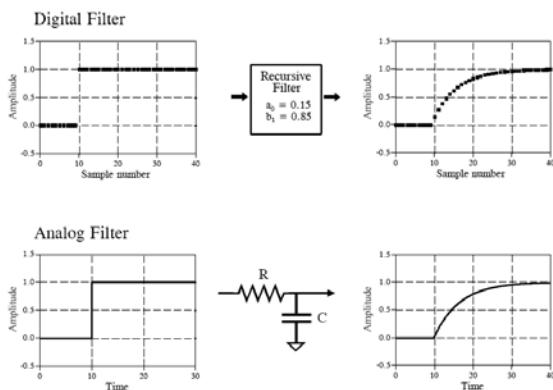 Digital Filter
1.5
1.0
0.5
0.0
-0.5
0
10
20
30
40
Amplitude
Sample number
Recursive
Filter
a₀ = 0.15
b₁ = 0.85
1.5
1.0
0.5
0.0
-0.5
0
10
20
30
40
Amplitude
Sample number
Analog Filter
1.5
1.0
0.5
0.0
-0.5
0
10
20
30
Amplitude
Time
R
C
1.5
1.0
0.5
0.0
-0.5
0
10
20
30
40
Amplitude
Time